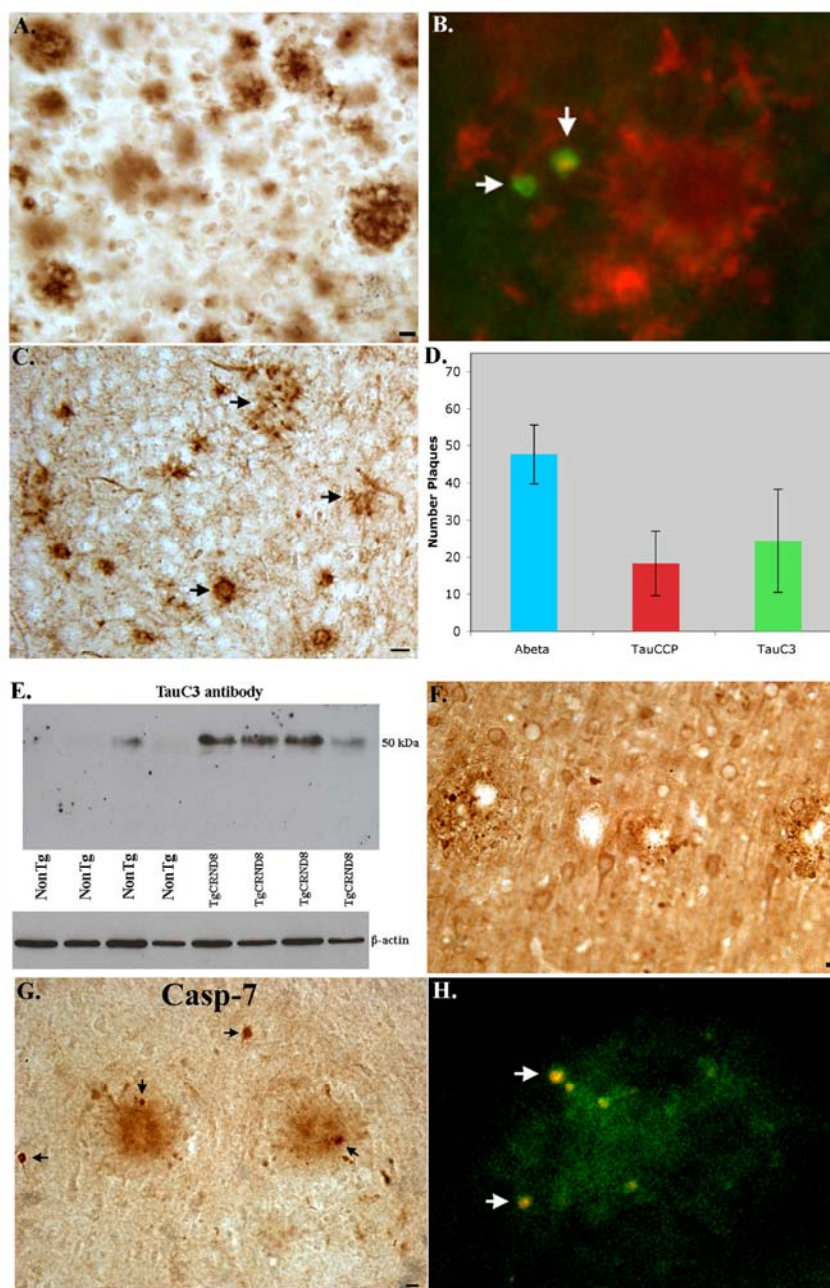 A.
B.
C.
D.
70
60
50
40
30
20
10
0
Number Plaques
Abeta TauCCP TauC3
E.
TauC3 antibody
50 kDa
NonTg NonTg NonTg NonTg TgCRND8 TgCRND8 TgCRND8 TgCRND8
β-actin
F.
G.
Casp-7
H.